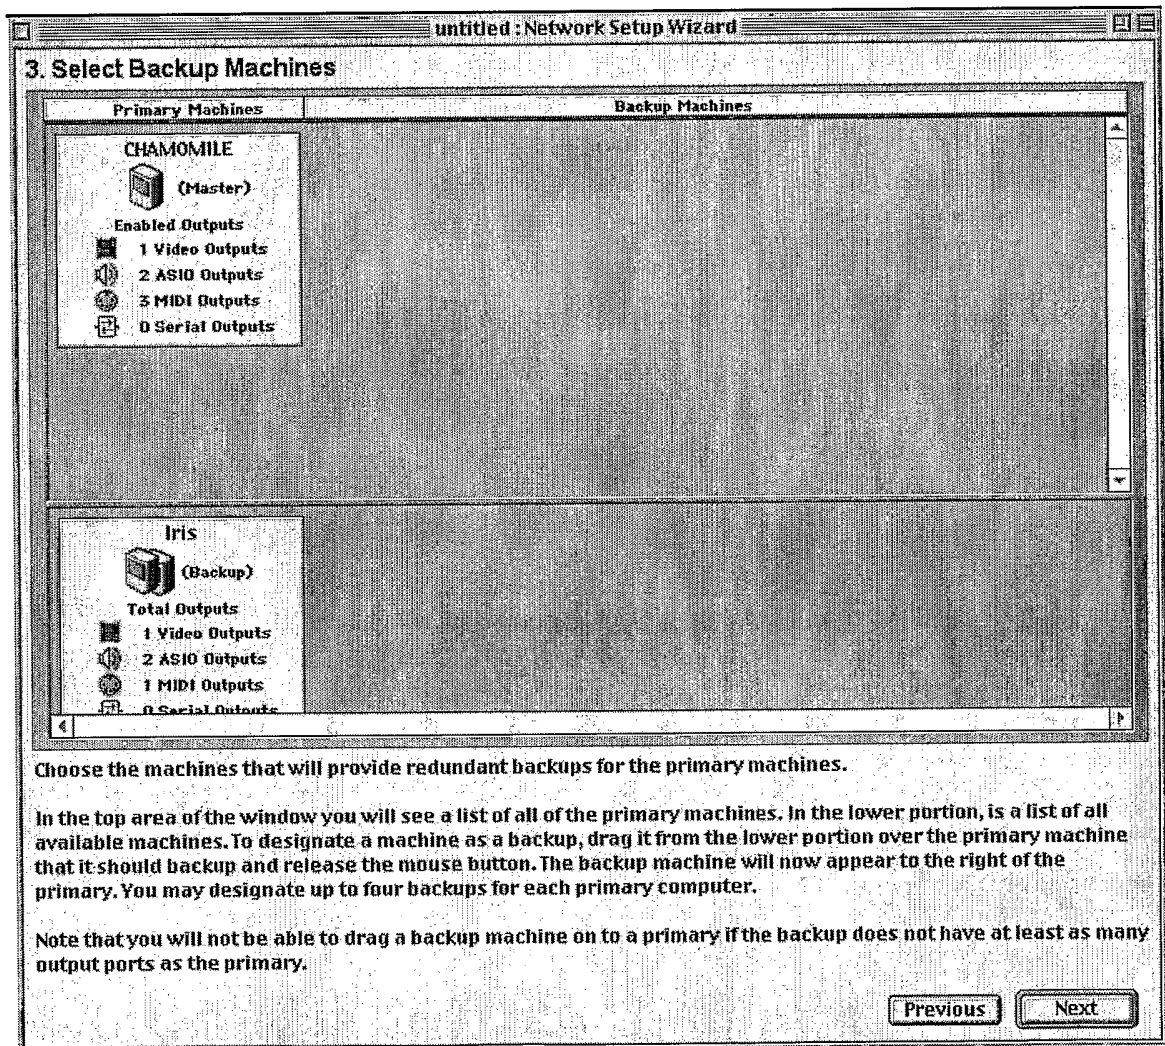 untitled : Network Setup Wizard
3. Select Backup Machines
Primary Machines
Backup Machines
CHAMOMILE
(Master)
Enabled Outputs
1 Video Outputs
2 ASIO Outputs
3 MIDI Outputs
0 Serial Outputs
Iris
(Backup)
Total Outputs
1 Video Outputs
2 ASIO Outputs
1 MIDI Outputs
0 Serial Outputs
Choose the machines that will provide redundant backups for the primary machines.
In the top area of the window you will see a list of all of the primary machines. In the lower portion, is a list of all
available machines. To designate a machine as a backup, drag it from the lower portion over the primary machine
that it should backup and release the mouse button. The backup machine will now appear to the right of the
primary. You may designate up to four backups for each primary computer.
Note that you will not be able to drag a backup machine on to a primary if the backup does not have at least as many
output ports as the primary.
Previous
Next